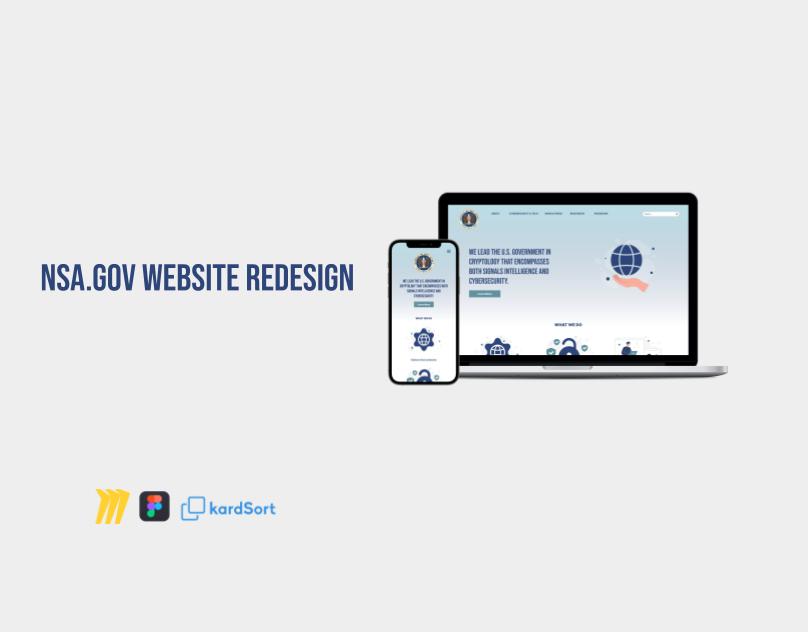 NSA.GOV WEBSITE REDESIGN
WE LEAD THE U.S. GOVERNMENT IN
CRYPTOLOGY THAT ENCOMPASSES
BOTH SIGNALS INTELLIGENCE AND
CYBERSECURITY.
WHAT WE DO
WE LEAD THE U.S. GOVERNMENT IN
CRYPTOLOGY THAT ENCOMPASSES BOTH
SIGNALS INTELLIGENCE AND
CYBERSECURITY.
WHAT WE DO
kardSort